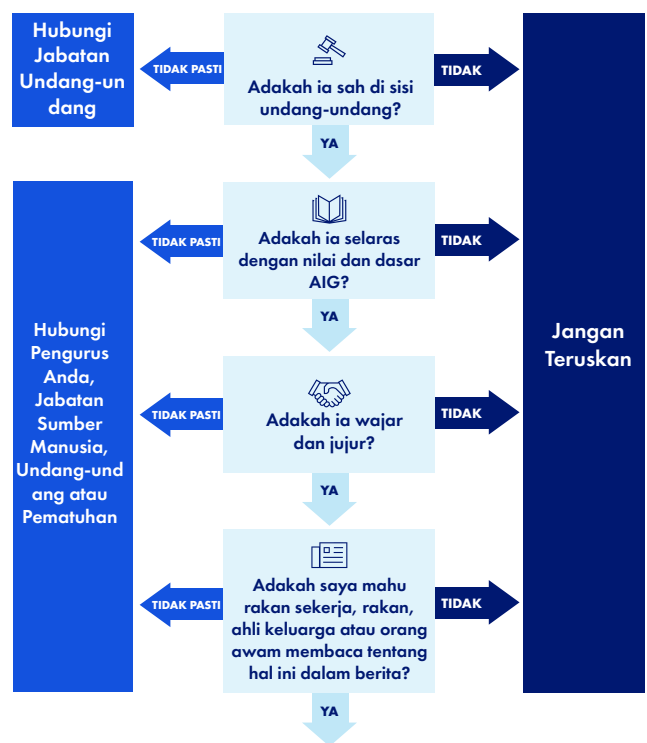 Hubungi
Jabatan
Undang-un
dang
TIDAK PASTI
Adakah ia sah di sisi
undang-undang?
TIDAK
YA
Hubungi
Pengurus
Anda,
Jabatan
Sumber
Manusia,
Undang-und
ang atau
Pematuhan
TIDAK PASTI
Adakah ia selaras
dengan nilai dan dasar
AIG?
TIDAK
YA
TIDAK PASTI
Adakah ia wajar
dan jujur?
TIDAK
YA
TIDAK PASTI
Adakah saya mahu
rakan sekerja, rakan,
ahli keluarga atau orang
awam membaca tentang
hal ini dalam berita?
TIDAK
YA
Jangan
Teruskan